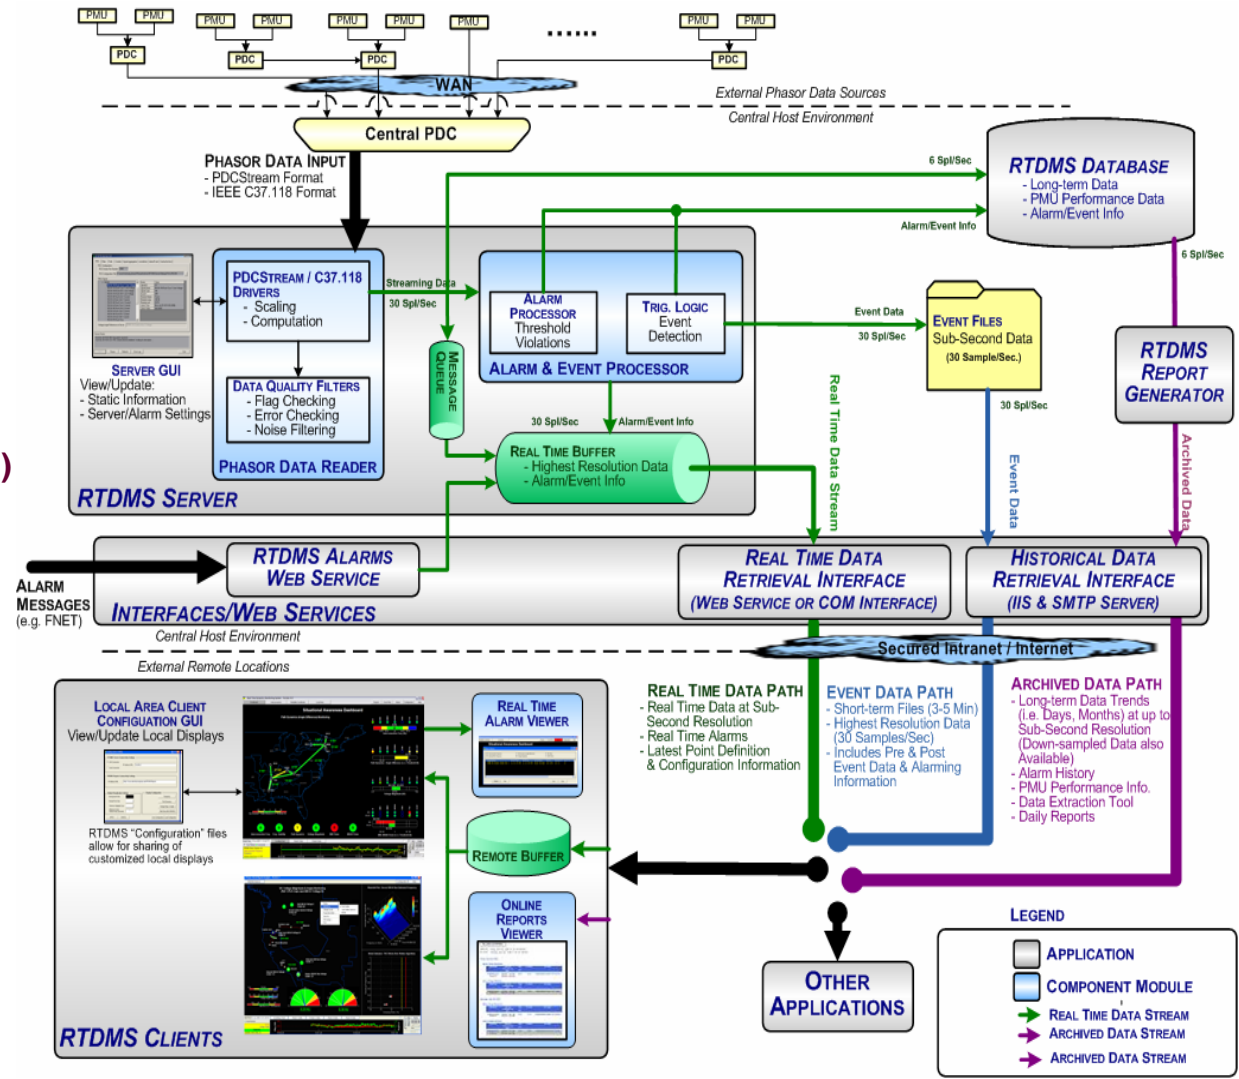 PMU PMU PMU PMU PMU PMU PMU PMU PMU
PDC PDC PDC PDC
WAN
External Phasor Data Sources
Central Host Environment
Central PDC
PHASOR DATA INPUT
- PDCStream Format
- IEEE C37.118 Format
6 Spl/Sec
RTDMS DATABASE
- Long-term Data
- PMU Performance Data
- Alarm/Event Info
Alarm/Event Info
6 Spl/Sec
PDCSTREAM / C37.118
DRIVERS
- Scaling
- Computation
Streaming Data
30 Spl/Sec
ALARM
PROCESSOR
Threshold
Violations
TRIG. LOGIC
Event
Detection
ALARM & EVENT PROCESSOR
Event Data
30 Spl/Sec
EVENT FILES
Sub-Second Data
(30 Sample/Sec.)
30 Spl/Sec
RTDMS
REPORT
GENERATOR
SERVER GUI
View/Update:
- Static Information
- Server/Alarm Settings
DATA QUALITY FILTERS
- Flag Checking
- Error Checking
- Noise Filtering
PHASOR DATA READER
MESSAGE
QUEUE
30 Spl/Sec
Alarm/Event Info
REAL TIME BUFFER
- Highest Resolution Data
- Alarm/Event Info
Real Time Data Stream
Event Data
Archived Data
)
RTDMS SERVER
RTDMS ALARMS
WEB SERVICE
REAL TIME DATA
RETRIEVAL INTERFACE
(WEB SERVICE OR COM INTERFACE)
HISTORICAL DATA
RETRIEVAL INTERFACE
(IIS & SMTP SERVER)
ALARM
MESSAGES
(e.g. FNET)
INTERFACES/WEB SERVICES
Central Host Environment
External Remote Locations
Secured Intranet / Internet
LOCAL AREA CLIENT
CONFIGUATION GUI
View/Update Local Displays
RTDMS "Configuration" files
allow for sharing of
customized local displays
Situational Awareness Dashboard
REAL TIME
ALARM VIEWER
REMOTE BUFFER
ONLINE
REPORTS
VIEWER
RTDMS CLIENTS
REAL TIME DATA PATH
- Real Time Data at Sub-
Second Resolution
- Real Time Alarms
- Latest Point Definition
& Configuration Information
EVENT DATA PATH
- Short-term Files (3-5 Min)
- Highest Resolution Data
(30 Samples/Sec)
- Includes Pre & Post
Event Data & Alarming
Information
ARCHIVED DATA PATH
- Long-term Data Trends
(i.e. Days, Months) at up to
Sub-Second Resolution
(Down-sampled Data also
Available)
- Alarm History
- PMU Performance Info.
- Data Extraction Tool
- Daily Reports
OTHER
APPLICATIONS
LEGEND
APPLICATION
COMPONENT MODULE
REAL TIME DATA STREAM
ARCHIVED DATA STREAM
ARCHIVED DATA STREAM